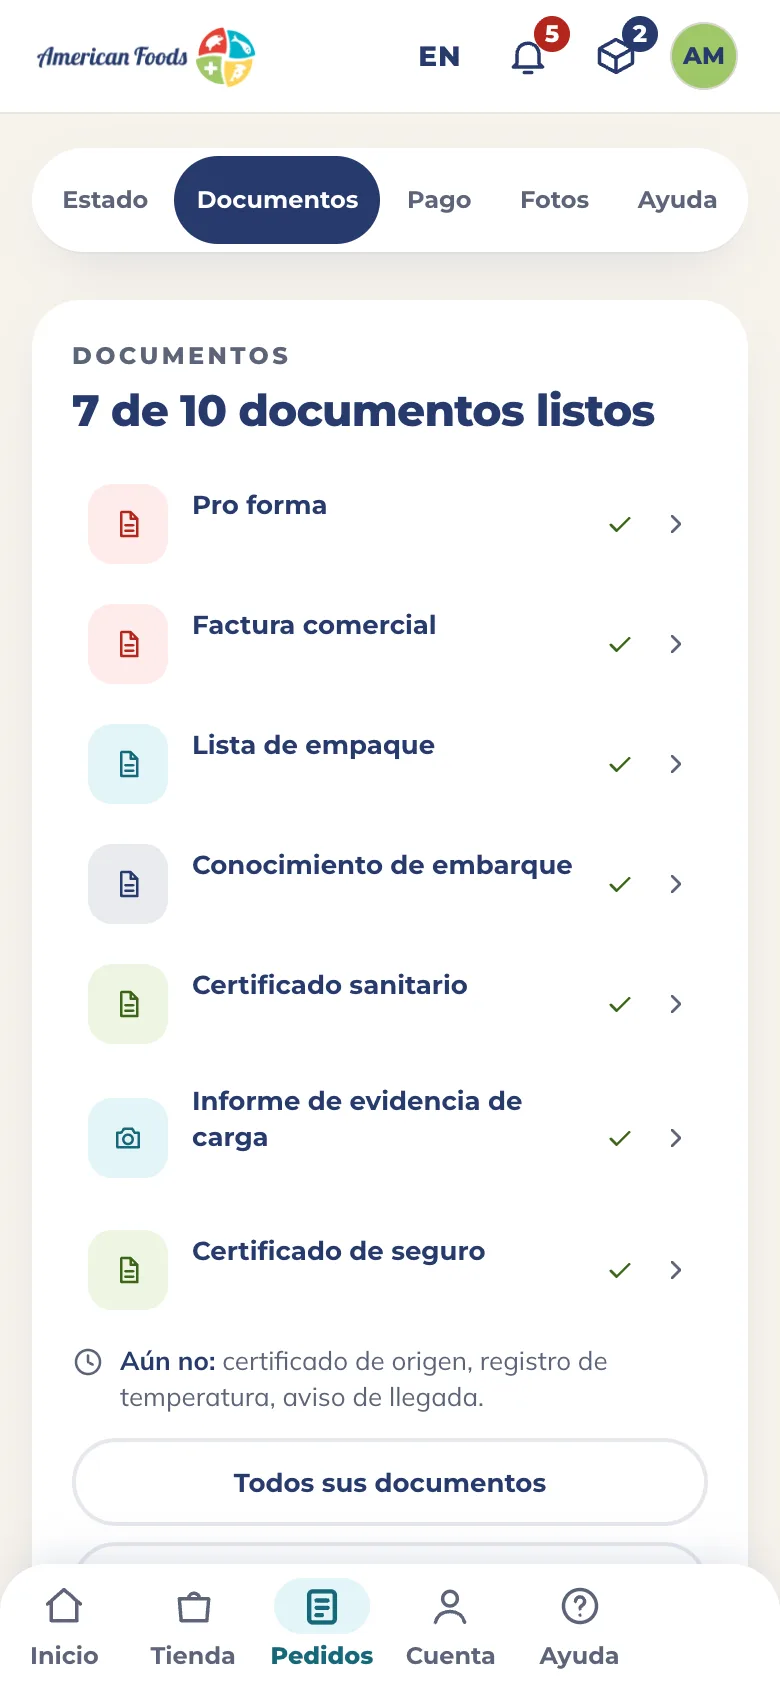 American Foods
EN
5
2
AM
Estado
Documentos
Pago
Fotos
Ayuda
DOCUMENTOS
7 de 10 documentos listos
Pro forma
Factura comercial
Lista de empaque
Conocimiento de embarque
Certificado sanitario
Informe de evidencia de
carga
Certificado de seguro
Aún no: certificado de origen, registro de
temperatura, aviso de llegada.
Todos sus documentos
Inicio
Tienda
Pedidos
Cuenta
Ayuda